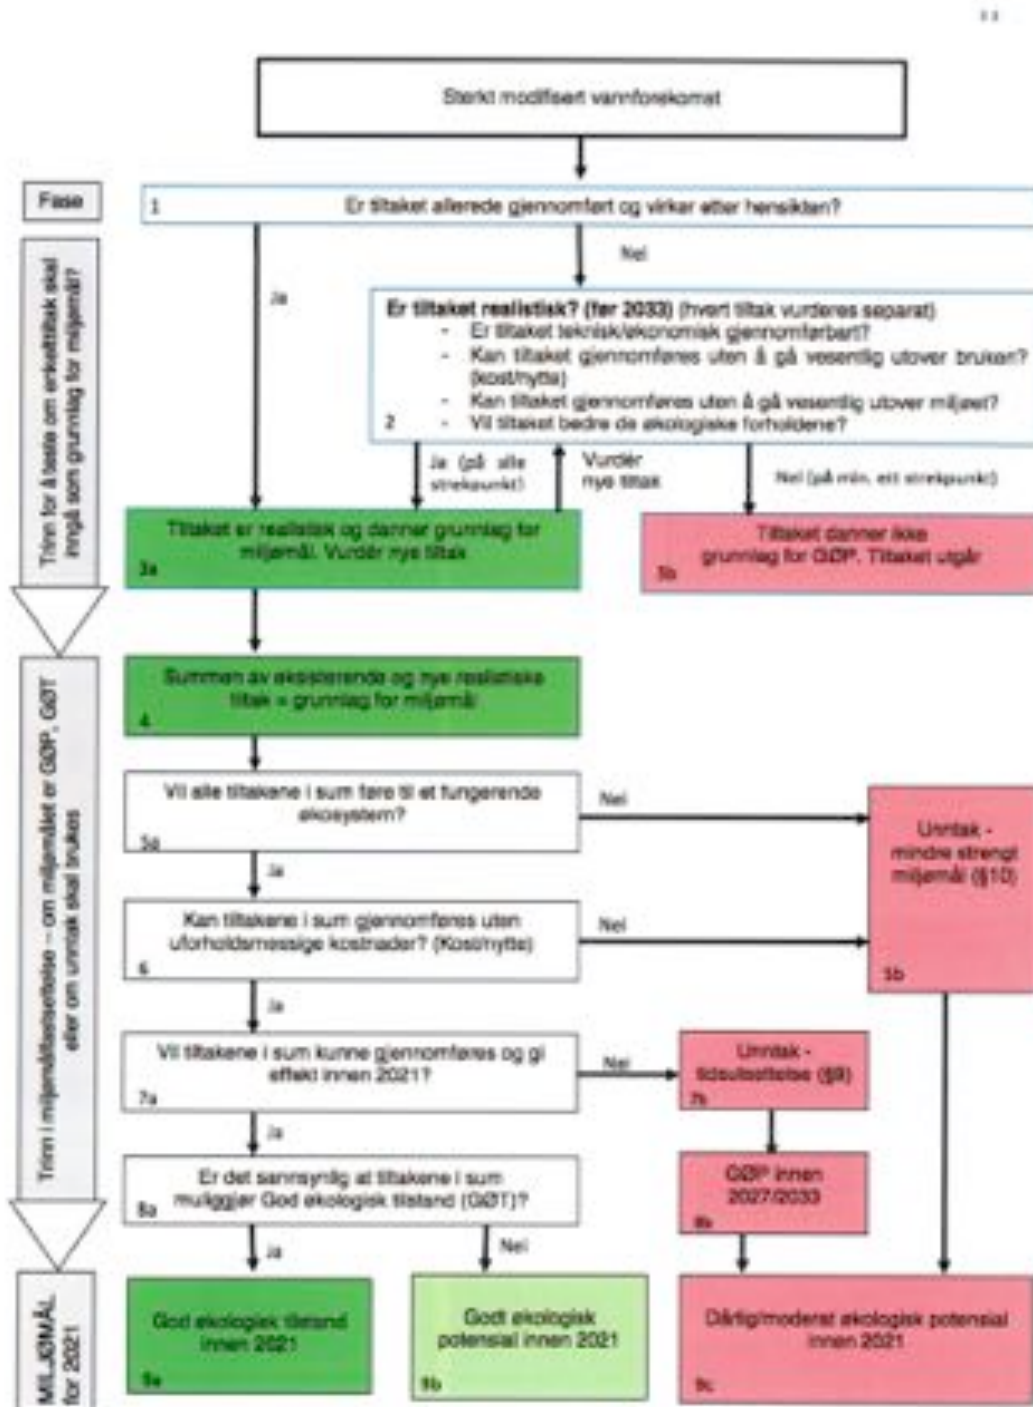 Sterkt modifisert vannforekomst
Fase
1
Er tiltaket allerede gjennomført og virker etter hensikten?
Ja
Nei
Trinn for å teste om enkelttiltak skal
inngå som grunnlag for miljømål?
Er tiltaket realistisk? (før 2033) (hvert tiltak vurderes separat)
- Er tiltaket teknisk/økonomisk gjennomførbart?
- Kan tiltaket gjennomføres uten å gå vesentlig utover bruken?
(kost/nytte)
- Kan tiltaket gjennomføres uten å gå vesentlig utover miljøet?
2 - Vil tiltaket bedre de økologiske forholdene?
Ja (på alle
strekpunkt)
Vurdér
nye tiltak
Nei (på min. ett strekpunkt)
Tiltaket er realistisk og danner grunnlag for
miljømål. Vurdér nye tiltak
3a
Tiltaket danner ikke
grunnlag for GØP. Tiltaket utgår
3b
Summen av eksisterende og nye realistiske
tiltak = grunnlag for miljømål
4
Trinn i miljømålfastsettelse – om miljømålet er GØP, GØT
eller om unntak skal brukes
Vil alle tiltakene i sum føre til et fungerende
økosystem?
5a
Nei
Ja
Unntak -
mindre strengt
miljømål (§10)
5b
Kan tiltakene i sum gjennomføres uten
uforholdsmessige kostnader? (Kost/nytte)
6
Nei
Ja
Vil tiltakene i sum kunne gjennomføres og gi
effekt innen 2021?
7a
Nei
Ja
Unntak -
tidsutsettelse (§9)
7b
Er det sannsynlig at tiltakene i sum
muliggjør God økologisk tilstand (GØT)?
8a
GØP innen
2027/2033
8b
Ja
Nei
MILJØMÅL
for 2021
God økologisk tilstand
innen 2021
9a
Godt økologisk
potensial innen 2021
9b
Dårlig/moderat økologisk potensial
innen 2021
9c